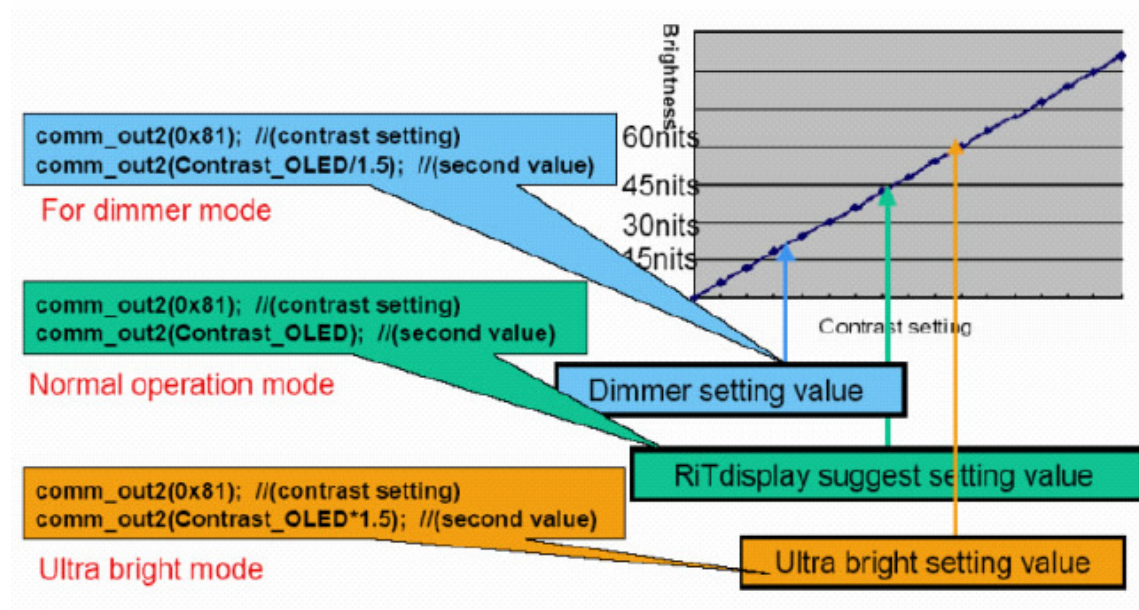 Brightness
60nits
45nits
30nits
15nits
Contrast setting
comm_out2(0x81); //(contrast setting)
comm_out2(Contrast_OLED/1.5); //(second value)
For dimmer mode
comm_out2(0x81); //(contrast setting)
comm_out2(Contrast_OLED); //(second value)
Normal operation mode
Dimmer setting value
RiTdisplay suggest setting value
comm_out2(0x81); //(contrast setting)
comm_out2(Contrast_OLED*1.5); //(second value)
Ultra bright mode
Ultra bright setting value